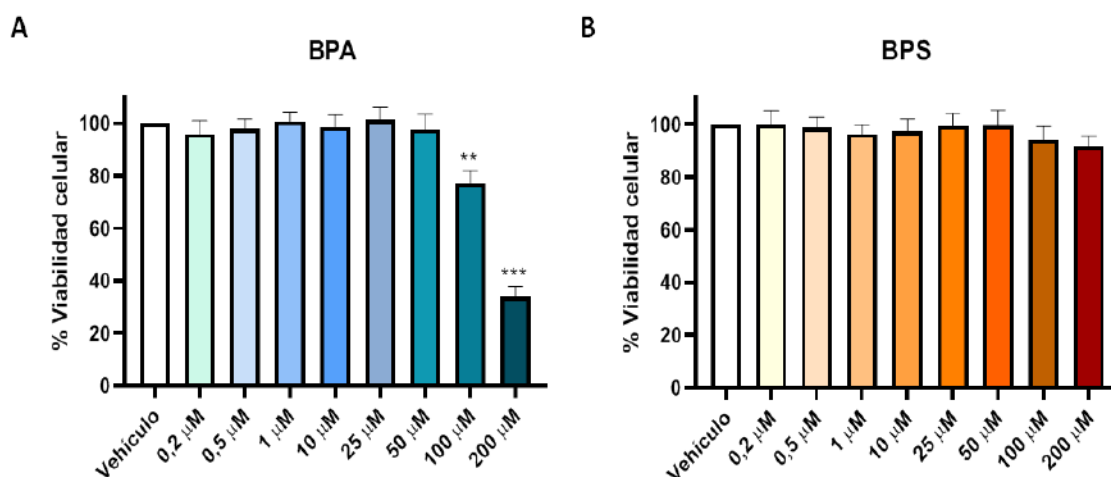 A
BPA
% Viabilidad celular
100
80
60
40
20
0
**
***
Vehículo
0,2 μM
0,5 μM
1 μM
10 μM
25 μM
50 μM
100 μM
200 μM
B
BPS
% Viabilidad celular
100
80
60
40
20
0
Vehículo
0,2 μM
0,5 μM
1 μM
10 μM
25 μM
50 μM
100 μM
200 μM